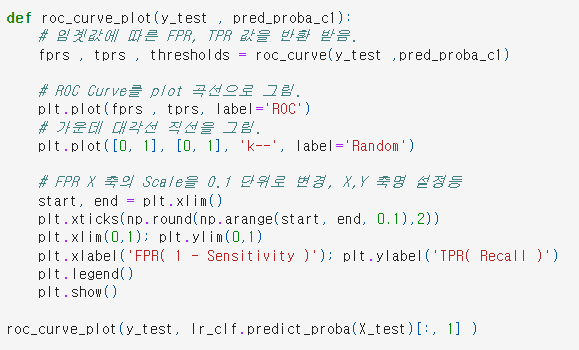 def roc_curve_plot(y_test , pred_proba_c1):
# 임곗값에 따른 FPR, TPR 값을 반환 받음.
fprs , tprs , thresholds = roc_curve(y_test ,pred_proba_c1)
# ROC Curve를 plot 곡선으로 그림.
plt.plot(fprs , tprs, label='ROC')
# 가운데 대각선 직선을 그림.
plt.plot([0, 1], [0, 1], 'k--', label='Random')
# FPR X 축의 Scale을 0.1 단위로 변경, X,Y 축명 설정등
start, end = plt.xlim()
plt.xticks(np.round(np.arange(start, end, 0.1),2))
plt.xlim(0,1); plt.ylim(0,1)
plt.xlabel('FPR( 1 - Sensitivity )'); plt.ylabel('TPR( Recall )')
plt.legend()
plt.show()
roc_curve_plot(y_test, lr_clf.predict_proba(X_test)[:, 1] )